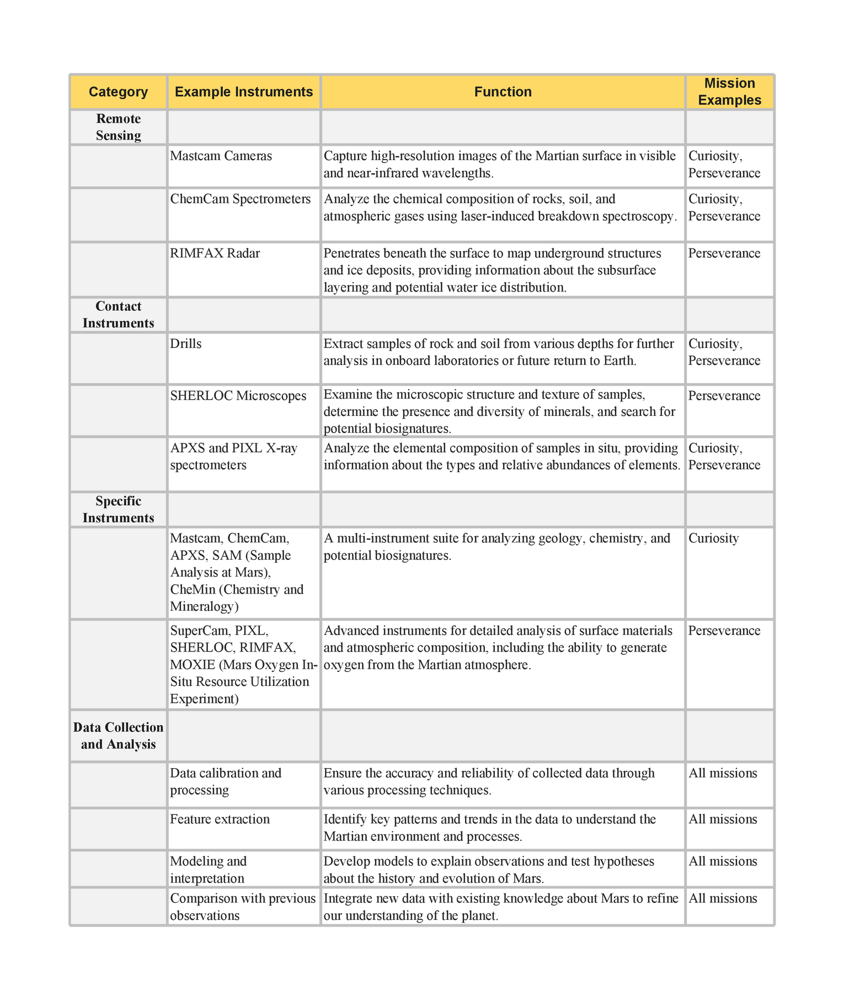 Category
Example Instruments
Function
Mission
Examples
Remote
Sensing
Mastcam Cameras
Capture high-resolution images of the Martian surface in visible
and near-infrared wavelengths.
Curiosity,
Perseverance
ChemCam Spectrometers
Analyze the chemical composition of rocks, soil, and
atmospheric gases using laser-induced breakdown spectroscopy.
Curiosity,
Perseverance
RIMFAX Radar
Penetrates beneath the surface to map underground structures
and ice deposits, providing information about the subsurface
layering and potential water ice distribution.
Perseverance
Contact
Instruments
Drills
Extract samples of rock and soil from various depths for further
analysis in onboard laboratories or future return to Earth.
Curiosity,
Perseverance
SHERLOC Microscopes
Examine the microscopic structure and texture of samples,
determine the presence and diversity of minerals, and search for
potential biosignatures.
Perseverance
APXS and PIXL X-ray
spectrometers
Analyze the elemental composition of samples in situ, providing
information about the types and relative abundances of elements.
Curiosity,
Perseverance
Specific
Instruments
Mastcam, ChemCam,
APXS, SAM (Sample
Analysis at Mars),
CheMin (Chemistry and
Mineralogy)
A multi-instrument suite for analyzing geology, chemistry, and
potential biosignatures.
Curiosity
SuperCam, PIXL,
SHERLOC, RIMFAX,
MOXIE (Mars Oxygen In-
Situ Resource Utilization
Experiment)
Advanced instruments for detailed analysis of surface materials
and atmospheric composition, including the ability to generate
oxygen from the Martian atmosphere.
Perseverance
Data Collection
and Analysis
Data calibration and
processing
Ensure the accuracy and reliability of collected data through
various processing techniques.
All missions
Feature extraction
Identify key patterns and trends in the data to understand the
Martian environment and processes.
All missions
Modeling and
interpretation
Develop models to explain observations and test hypotheses
about the history and evolution of Mars.
All missions
Comparison with previous
observations
Integrate new data with existing knowledge about Mars to refine
our understanding of the planet.
All missions